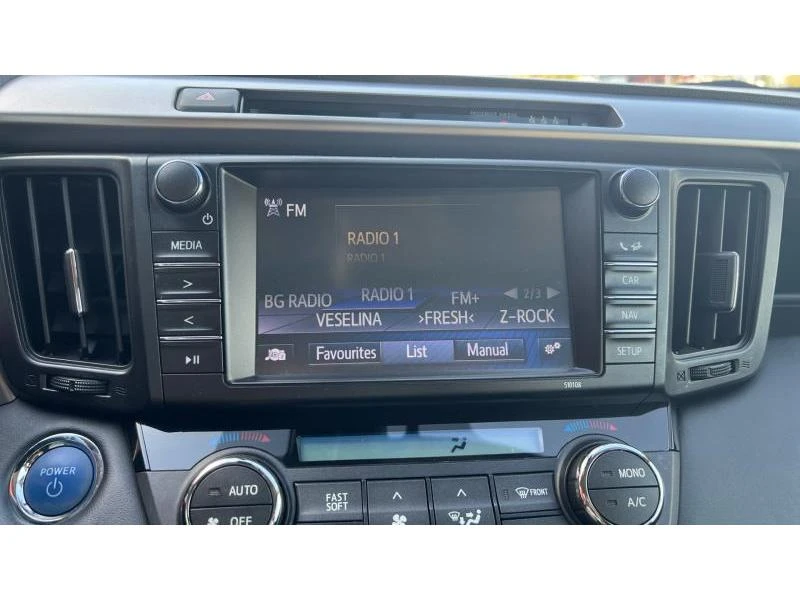 FM
RADIO 1
RADIO 1
BG RADIO RADIO 1 FM+ 2/3
VESELINA >FRESH< Z-ROCK
Favourites List Manual
MEDIA
>
<
CAR
NAV
SETUP
510108
POWER
AUTO
OFF
FAST
SOFT
FRONT
MONO
A/C